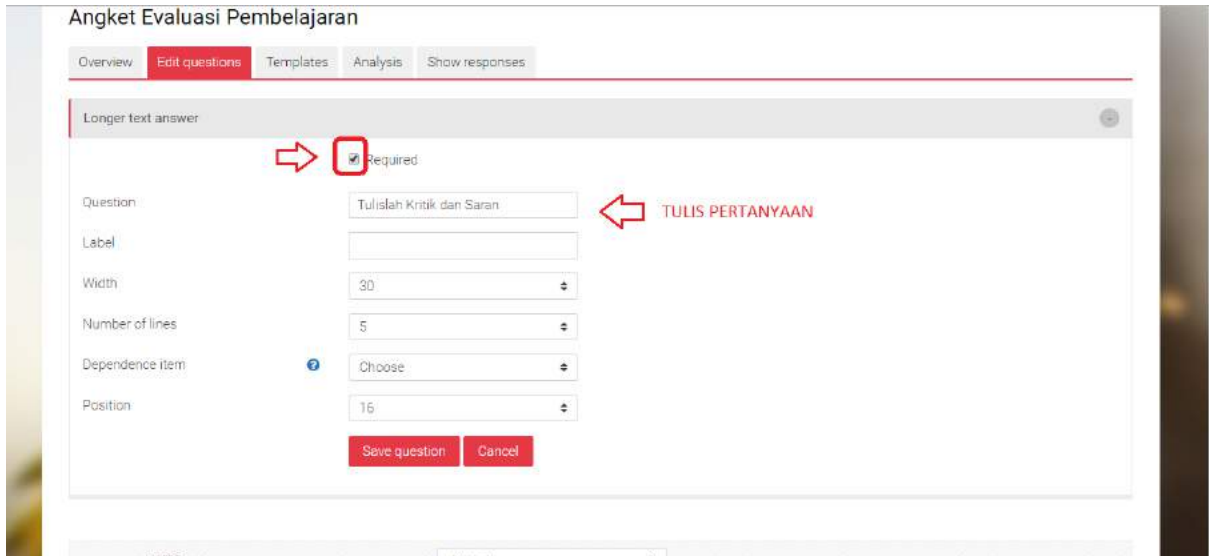 Angket Evaluasi Pembelajaran
Overview Edit questions Templates Analysis Show responses
Longer text answer
Required
Question Tulislah Kritik dan Saran TULIS PERTANYAAN
Label
Width 30
Number of lines 5
Dependence item Choose
Position 16
Save question Cancel